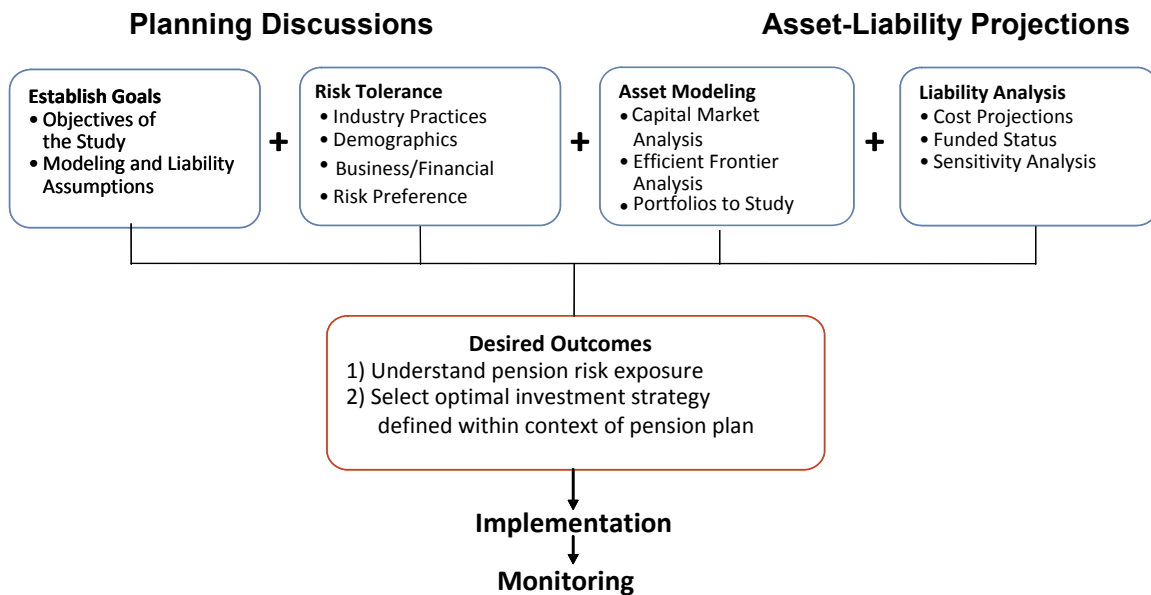 Planning Discussions
Asset-Liability Projections
Establish Goals
• Objectives of
the Study
• Modeling and Liability
Assumptions
+
Risk Tolerance
• Industry Practices
• Demographics
• Business/Financial
• Risk Preference
+
Asset Modeling
• Capital Market
Analysis
• Efficient Frontier
Analysis
• Portfolios to Study
+
Liability Analysis
• Cost Projections
• Funded Status
• Sensitivity Analysis
Desired Outcomes
1) Understand pension risk exposure
2) Select optimal investment strategy
defined within context of pension plan
Implementation
Monitoring